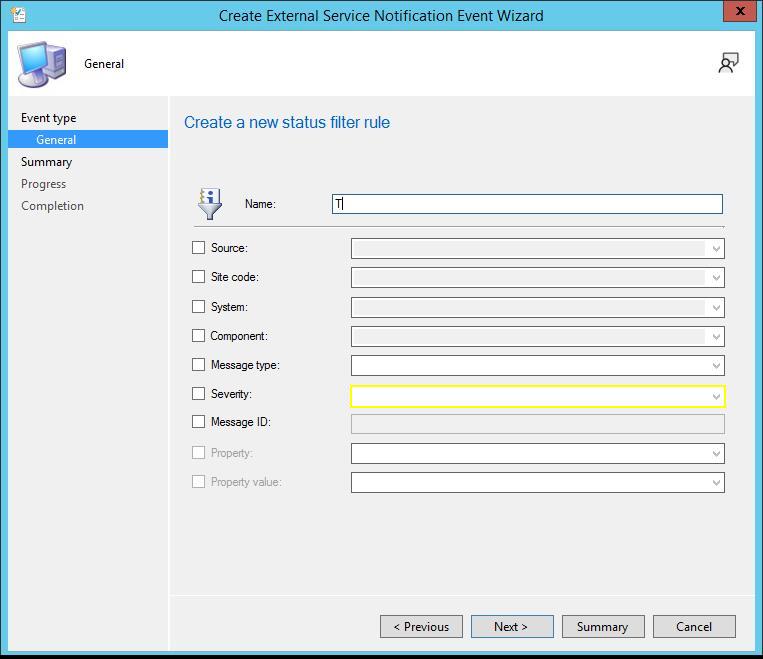 Create External Service Notification Event Wizard
General
Event type
General
Summary
Progress
Completion
Create a new status filter rule
Name: T
Source:
Site code:
System:
Component:
Message type:
Severity:
Message ID:
Property:
Property value:
< Previous Next > Summary Cancel